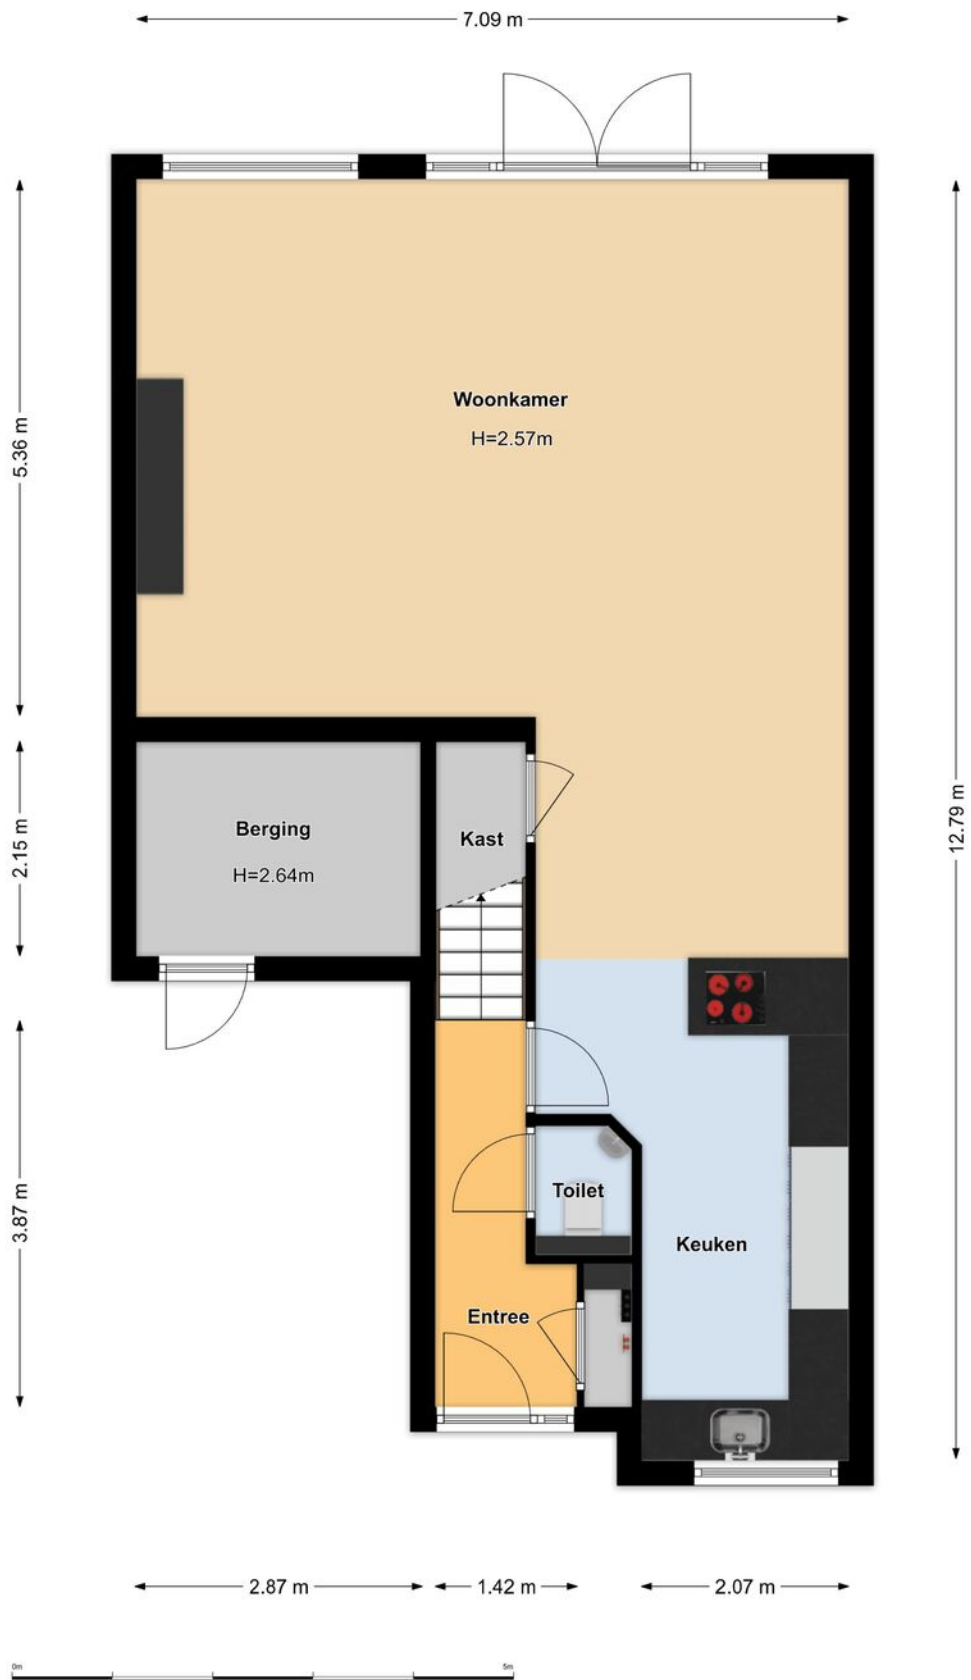 7.09 m
Woonkamer
H=2.57m
5.36 m
Berging
H=2.64m
2.15 m
Kast
12.79 m
Toilet
3.87 m
Keuken
Entree
2.87 m
1.42 m
2.07 m
0m
5m